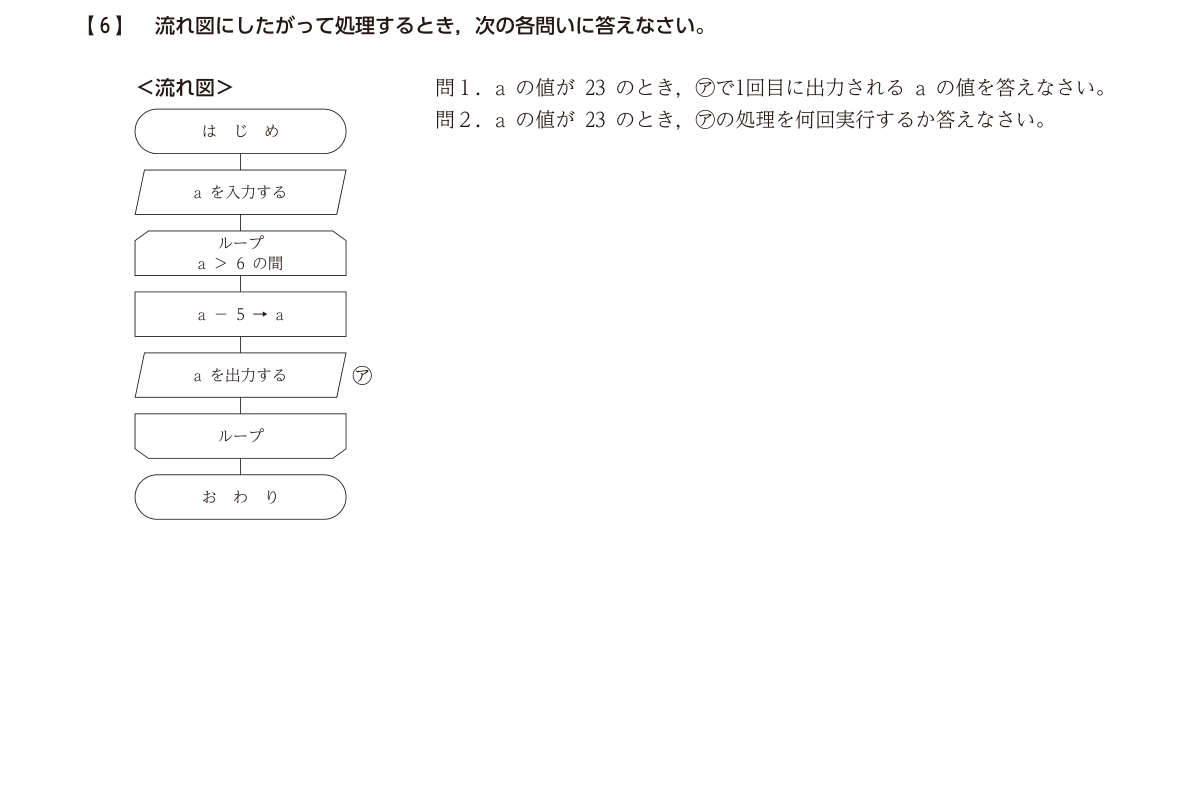 【6】　流れ図にしたがって処理するとき，次の各問いに答えなさい。
＜流れ図＞
は　じ　め
a を入力する
ループ
a ＞ 6 の間
a － 5 → a
a を出力する
㋐
ループ
お　わ　り
問１．a の値が 23 のとき，㋐で1回目に出力される a の値を答えなさい。
問２．a の値が 23 のとき，㋐の処理を何回実行するか答えなさい。